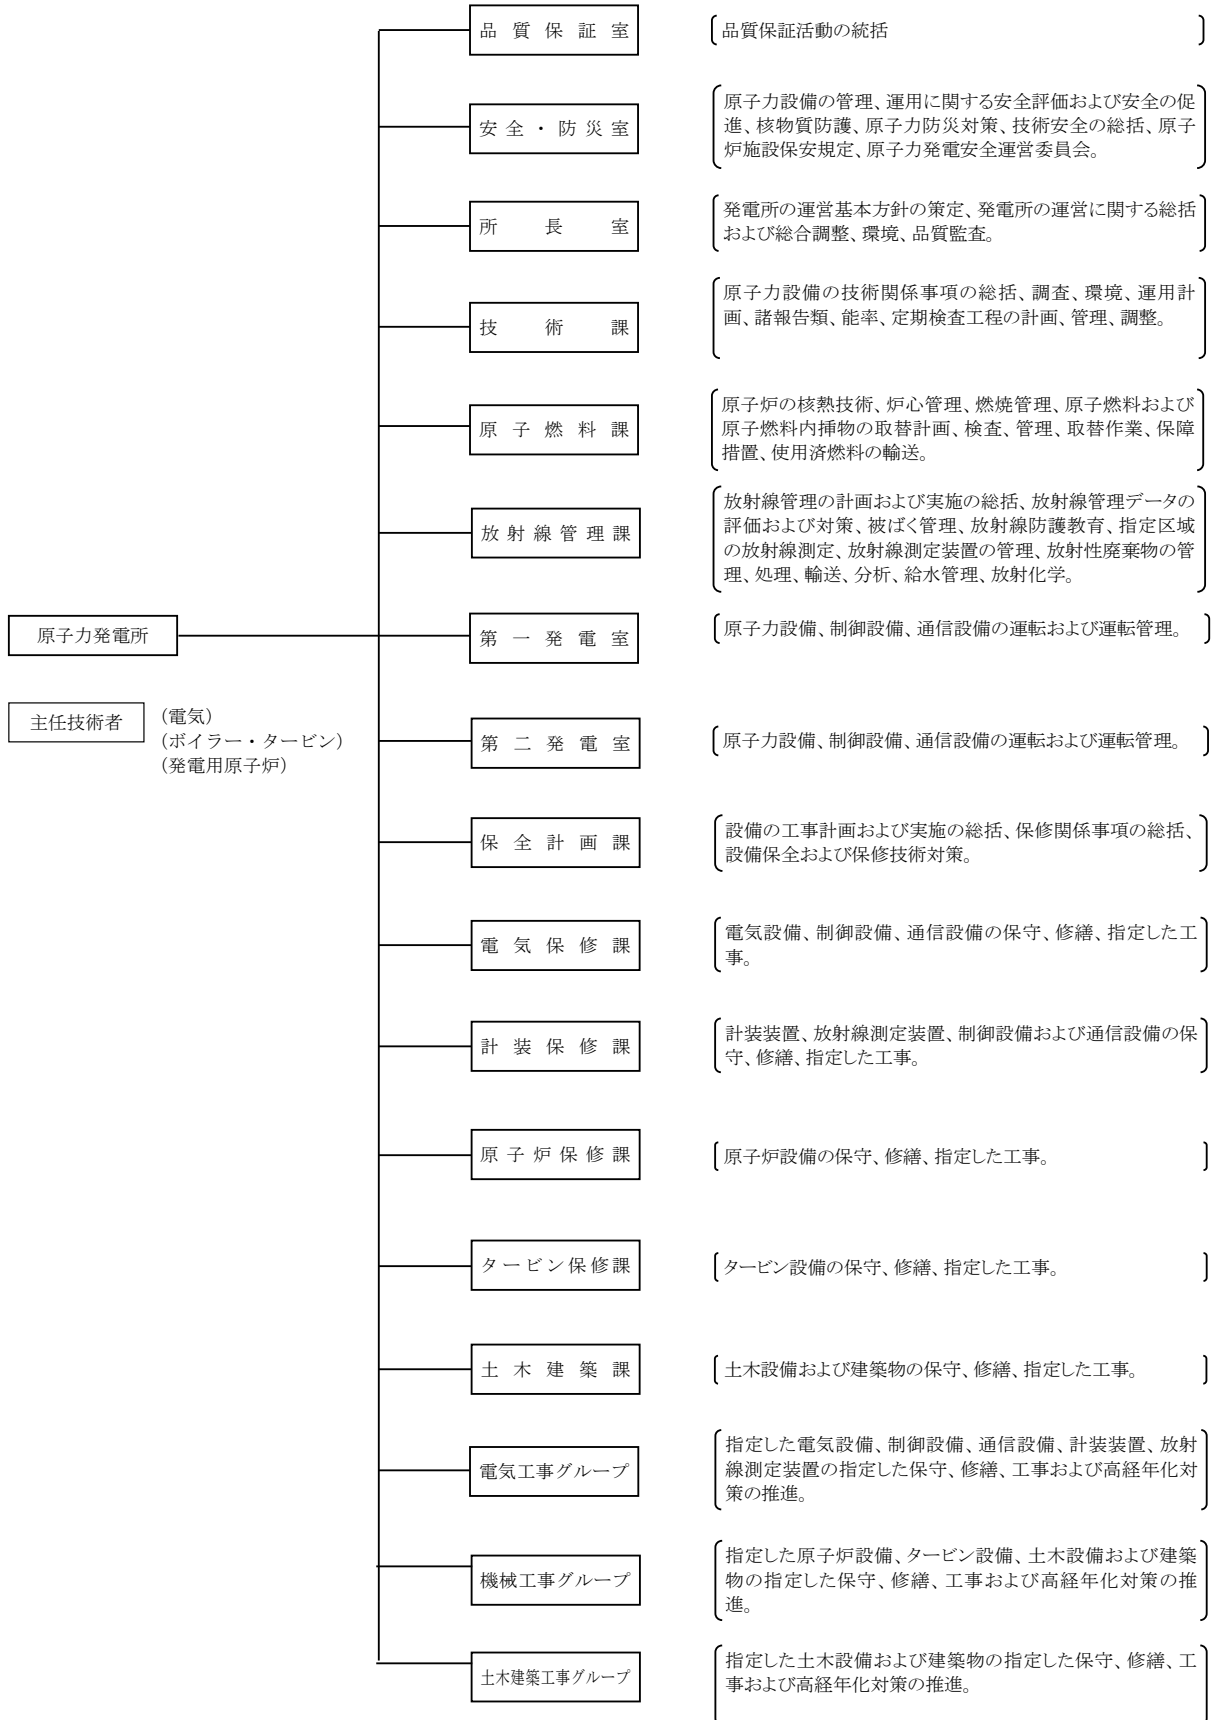 品質保証室
品質保証活動の統括
安全・防災室
原子力設備の管理、運用に関する安全評価および安全の促
進、核物質防護、原子力防災対策、技術安全の総括、原子
炉施設保安規定、原子力発電安全運営委員会。
所長室
発電所の運営基本方針の策定、発電所の運営に関する総括
および総合調整、環境、品質監査。
技術課
原子力設備の技術関係事項の総括、調査、環境、運用計
画、諸報告類、能率、定期検査工程の計画、管理、調整。
原子燃料課
原子炉の核熱技術、炉心管理、燃焼管理、原子燃料および
原子燃料内挿物の取替計画、検査、管理、取替作業、保障
措置、使用済燃料の輸送。
放射線管理課
放射線管理の計画および実施の総括、放射線管理データの
評価および対策、被ばく管理、放射線防護教育、指定区域
の放射線測定、放射線測定装置の管理、放射性廃棄物の管
理、処理、輸送、分析、給水管理、放射化学。
原子力発電所
第一発電室
原子力設備、制御設備、通信設備の運転および運転管理。
主任技術者
(電気)
(ボイラー・タービン)
(発電用原子炉)
第二発電室
原子力設備、制御設備、通信設備の運転および運転管理。
保全計画課
設備の工事計画および実施の総括、保修関係事項の総括、
設備保全および保修技術対策。
電気保修課
電気設備、制御設備、通信設備の保守、修繕、指定した工
事。
計装保修課
計装装置、放射線測定装置、制御設備および通信設備の保
守、修繕、指定した工事。
原子炉保修課
原子炉設備の保守、修繕、指定した工事。
タービン保修課
タービン設備の保守、修繕、指定した工事。
土木建築課
土木設備および建築物の保守、修繕、指定した工事。
電気工事グループ
指定した電気設備、制御設備、通信設備、計装装置、放射
線測定装置の指定した保守、修繕、工事および高経年化対
策の推進。
機械工事グループ
指定した原子炉設備、タービン設備、土木設備および建築
物の指定した保守、修繕、工事および高経年化対策の推
進。
土木建築工事グループ
指定した土木設備および建築物の指定した保守、修繕、工
事および高経年化対策の推進。